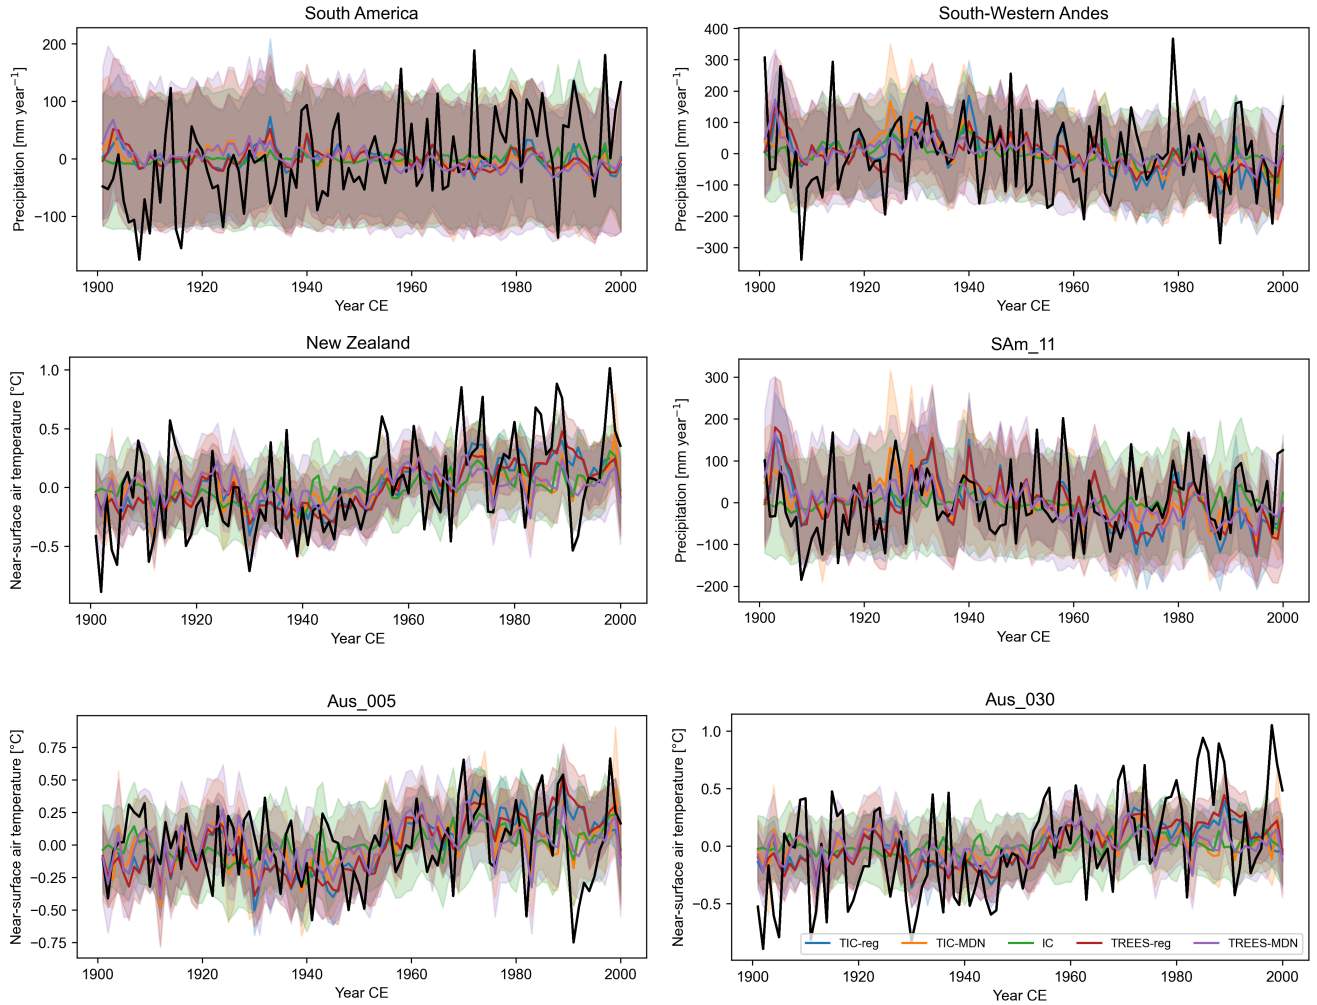 South America
Precipitation [mm year⁻¹]
200
100
0
−100
1900 1920 1940 1960 1980 2000
Year CE
South-Western Andes
Precipitation [mm year⁻¹]
400
300
200
100
0
−100
−200
−300
1900 1920 1940 1960 1980 2000
Year CE
New Zealand
Near-surface air temperature [°C]
1.0
0.5
0.0
−0.5
1900 1920 1940 1960 1980 2000
Year CE
SAm_11
Precipitation [mm year⁻¹]
300
200
100
0
−100
−200
1900 1920 1940 1960 1980 2000
Year CE
Aus_005
Near-surface air temperature [°C]
0.75
0.50
0.25
0.00
−0.25
−0.50
−0.75
1900 1920 1940 1960 1980 2000
Year CE
Aus_030
Near-surface air temperature [°C]
1.0
0.5
0.0
−0.5
TIC-reg TIC-MDN IC TREES-reg TREES-MDN
1900 1920 1940 1960 1980 2000
Year CE